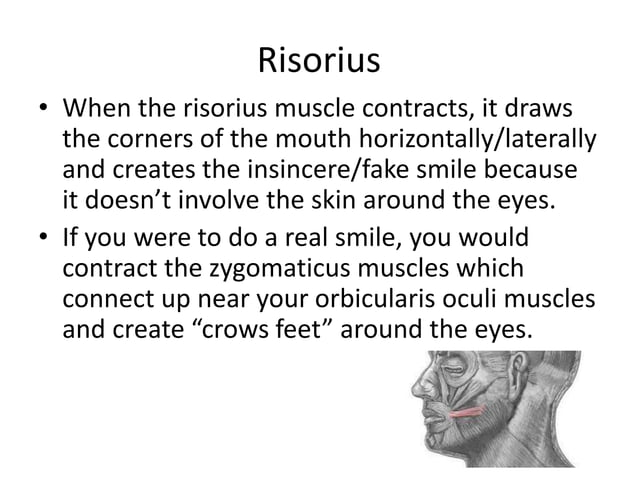 Risorius
• When the risorius muscle contracts, it draws
the corners of the mouth horizontally/laterally
and creates the insincere/fake smile because
it doesn’t involve the skin around the eyes.
• If you were to do a real smile, you would
contract the zygomaticus muscles which
connect up near your orbicularis oculi muscles
and create “crows feet” around the eyes.